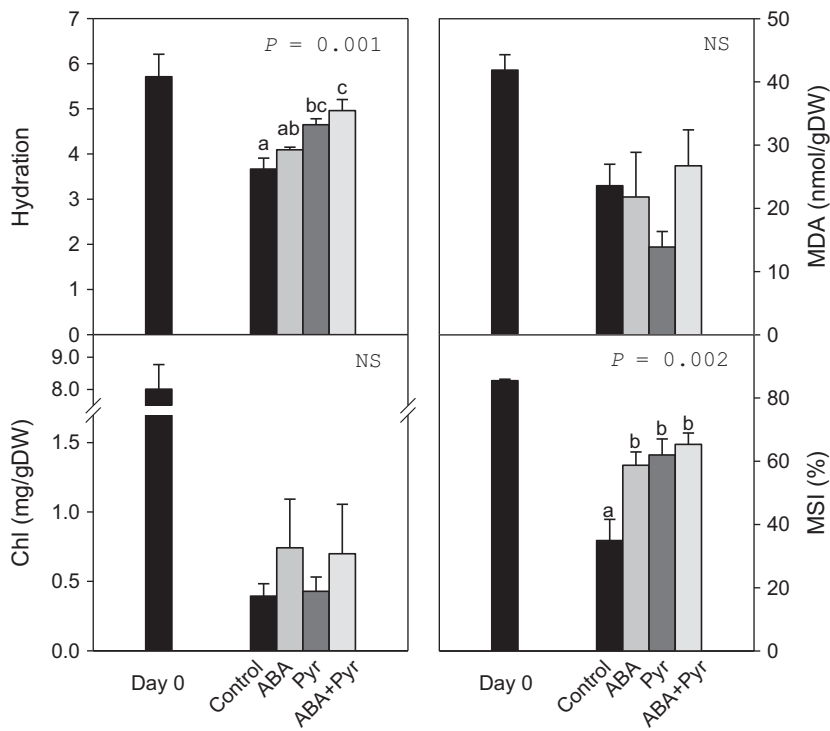 7
6
5
4
3
2
1
0
Hydration
P = 0.001
a
ab
bc
c
NS
50
40
30
20
10
0
MDA (nmol/gDW)
9.0
8.0
1.5
1.0
0.5
0.0
Chl (mg/gDW)
NS
P = 0.002
a
b
b
b
80
60
40
20
0
MSI (%)
Day 0
Control
ABA
Pyr
ABA+Pyr
Day 0
Control
ABA
Pyr
ABA+Pyr